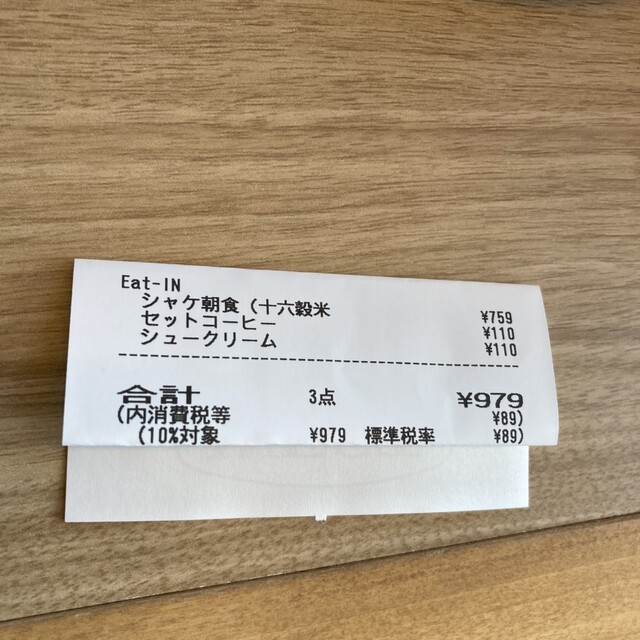 Eat-IN
シャケ朝食（十六穀米 ¥759
セットコーヒー ¥110
シュークリーム ¥110
合計 3点 ¥979
（内消費税等 ¥89）
（10%対象 ¥979 標準税率 ¥89）